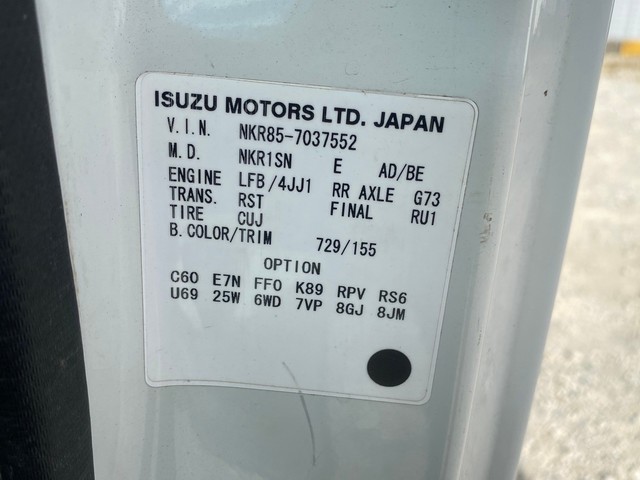 ISUZU MOTORS LTD. JAPAN
V.I.N. NKR85-7037552
M.D. NKR1SN E AD/BE
ENGINE LFB/4JJ1 RR AXLE G73
TRANS. RST FINAL RU1
TIRE CUJ
B.COLOR/TRIM 729/155
OPTION
C60 E7N FF0 K89 RPV RS6
U69 25W 6WD 7VP 8GJ 8JM